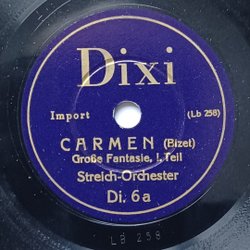 Dixi
Import (Lb 258)
CARMEN (Bizet)
Große Fantasie, I. Teil
Streich-Orchester
Di. 6a
LB 258